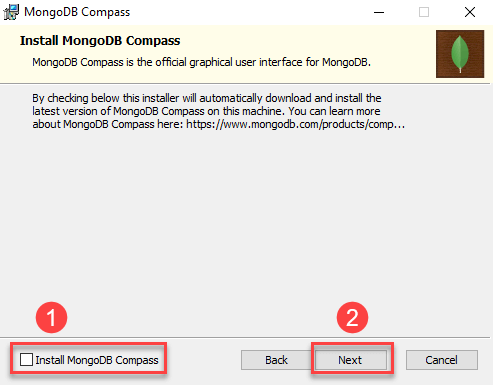 MongoDB Compass
Install MongoDB Compass
MongoDB Compass is the official graphical user interface for MongoDB.
By checking below this installer will automatically download and install the
latest version of MongoDB Compass on this machine. You can learn more
about MongoDB Compass here: https://www.mongodb.com/products/comp...
1
2
Install MongoDB Compass
Back
Next
Cancel